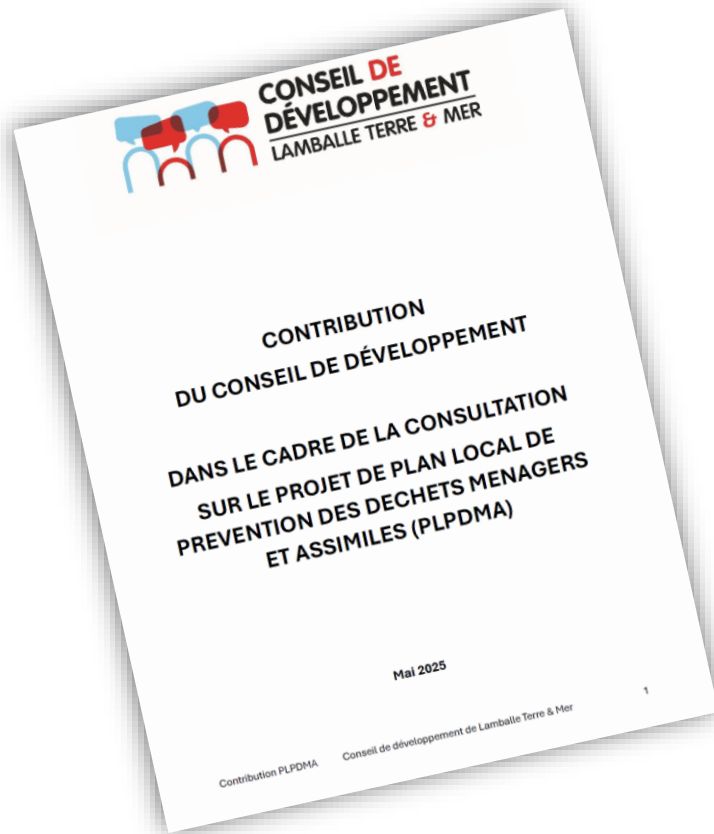 CONSEIL DE
DÉVELOPPEMENT
LAMBALLE TERRE & MER
CONTRIBUTION
DU CONSEIL DE DÉVELOPPEMENT
DANS LE CADRE DE LA CONSULTATION
SUR LE PROJET DE PLAN LOCAL DE
PREVENTION DES DECHETS MENAGERS
ET ASSIMILES (PLPDMA)
Mai 2025
Contribution PLPDMA Conseil de développement de Lamballe Terre & Mer 1